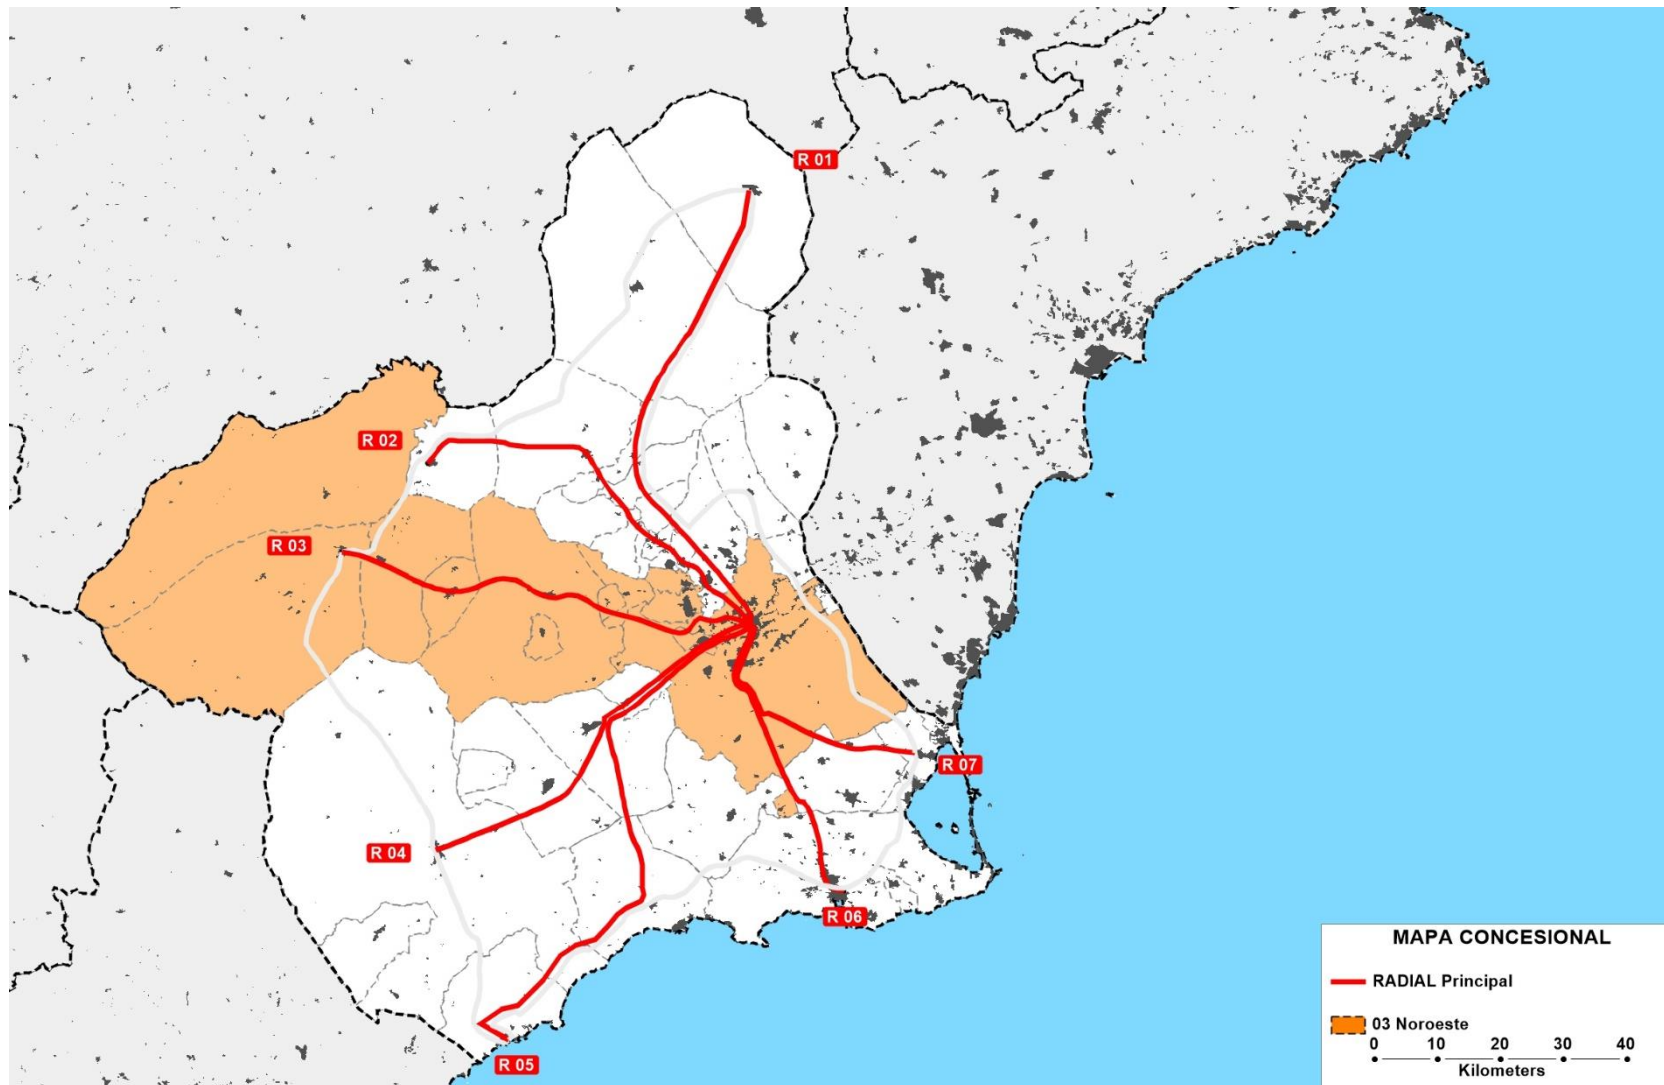 R 01
R 02
R 03
R 07
R 04
R 06
R 05
MAPA CONCESIONAL
RADIAL Principal
03 Noroeste
0 10 20 30 40
Kilometers